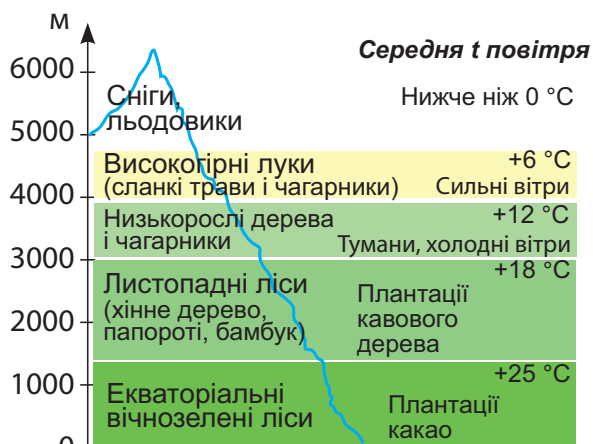 м
Середня t повітря
6000
Сніги,
льодовики
Нижче ніж 0 °C
5000
Високогірні луки
(сланкі трави і чагарники)
+6 °C
Сильні вітри
4000
Низькорослі дерева
і чагарники
+12 °C
Тумани, холодні вітри
3000
+18 °C
Листопадні ліси
(хінне дерево,
папороті, бамбук)
Плантації
кавового
дерева
2000
+25 °C
1000
Екваторіальні
вічнозелені ліси
Плантації
какао
0